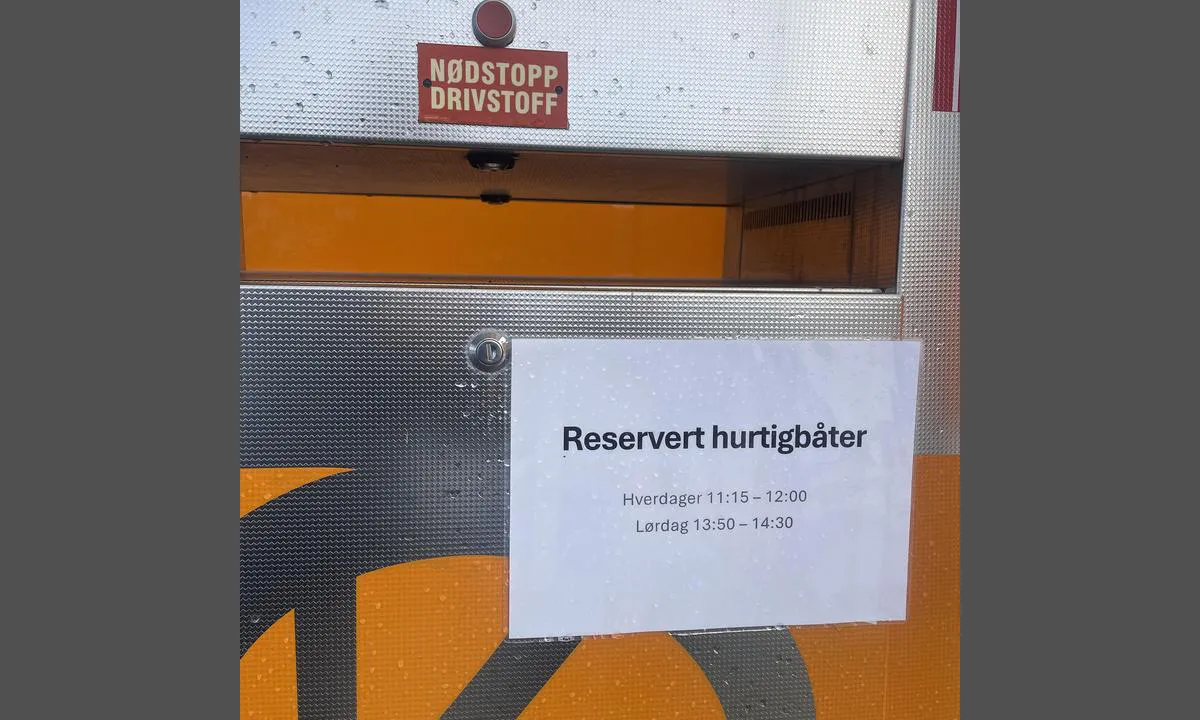 NØDSTOPP
DRIVSTOFF
Reservert hurtigbåter
Hverdager 11:15 – 12:00
Lørdag 13:50 – 14:30